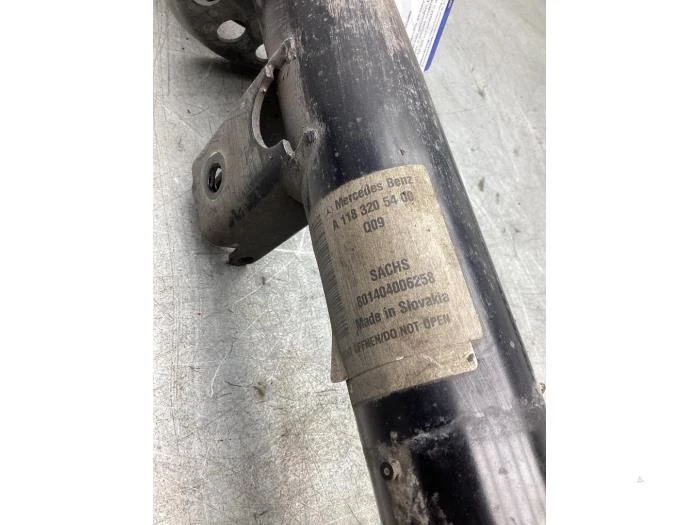 Mercedes Benz
A 118 320 54 00
Q09
SACHS
801404006258
Made in Slovakia
ÖFFNEN/DO NOT OPEN